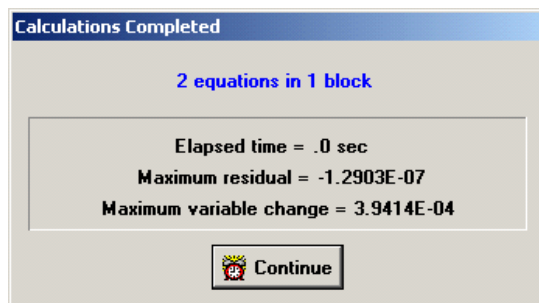 Calculations Completed
2 equations in 1 block
Elapsed time = .0 sec
Maximum residual = -1.2903E-07
Maximum variable change = 3.9414E-04
Continue